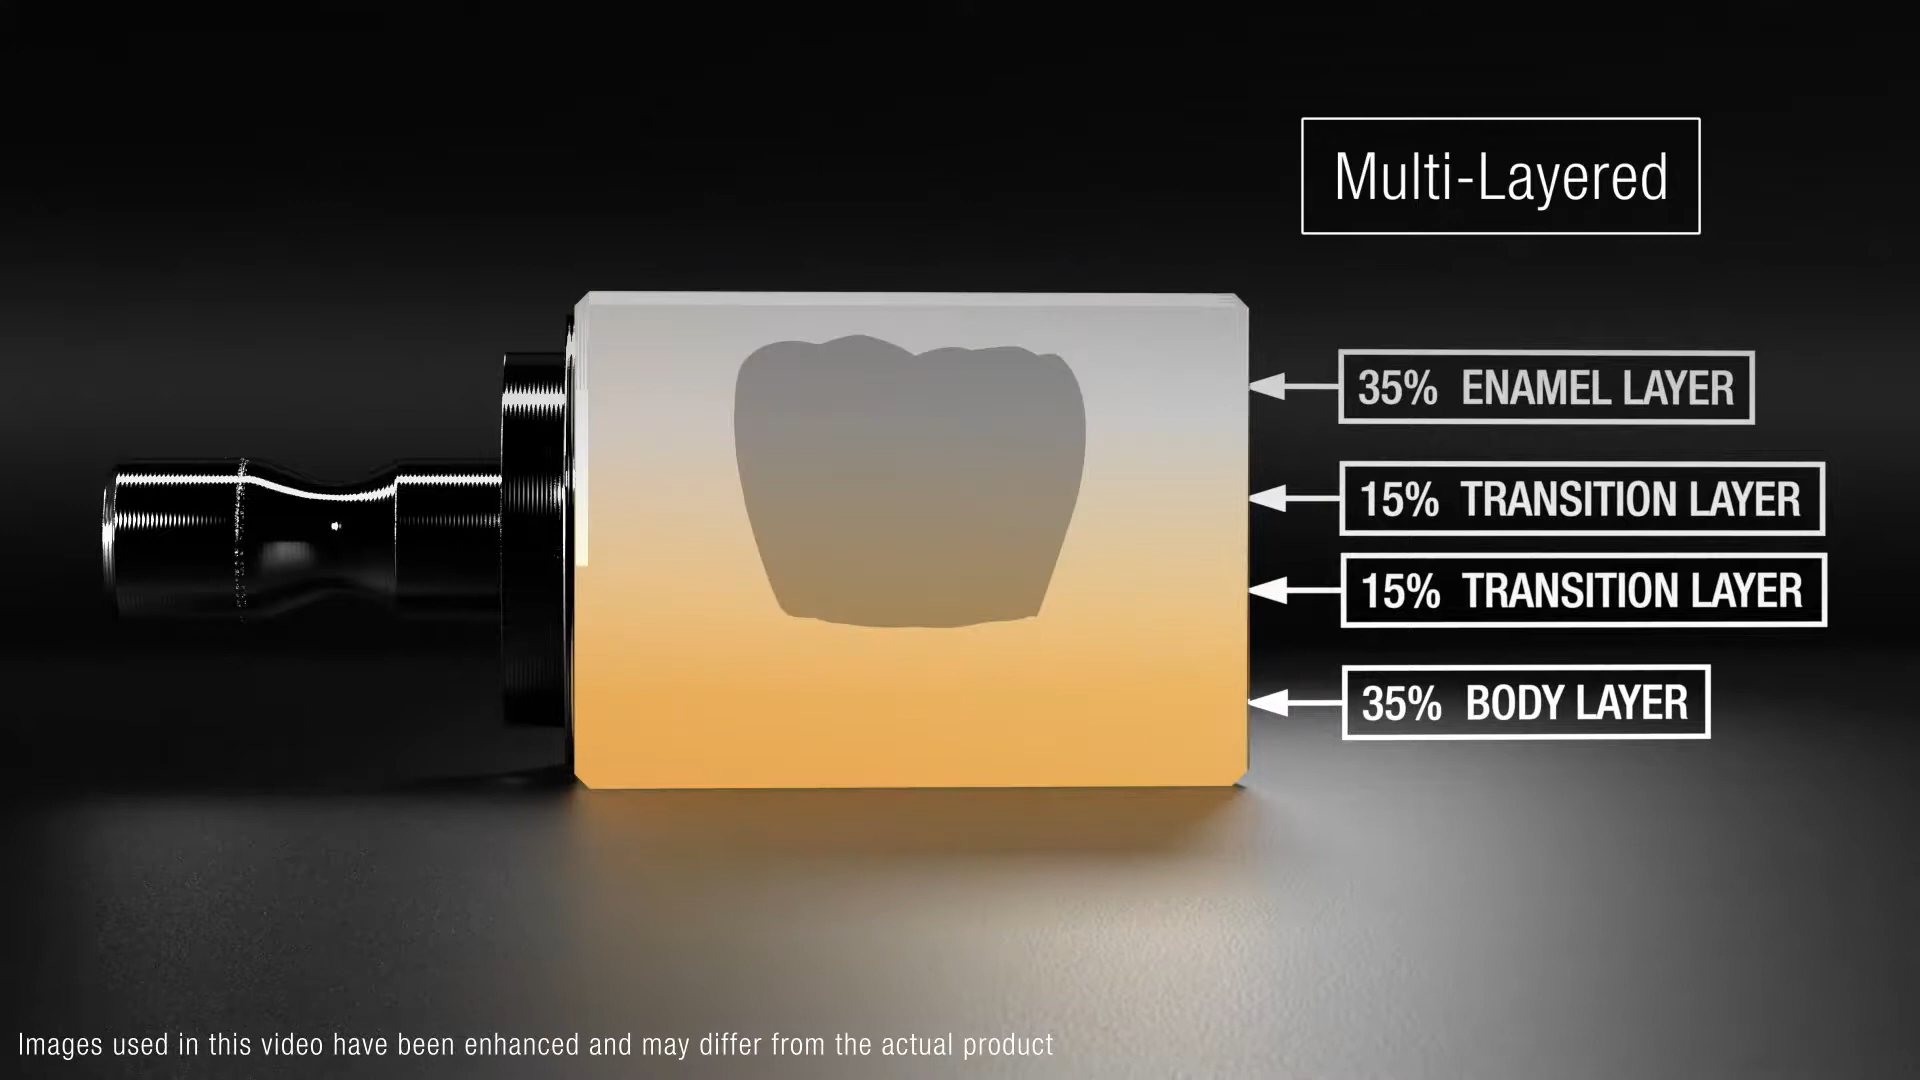 Multi-Layered
35% ENAMEL LAYER
15% TRANSITION LAYER
15% TRANSITION LAYER
35% BODY LAYER
Images used in this video have been enhanced and may differ from the actual product